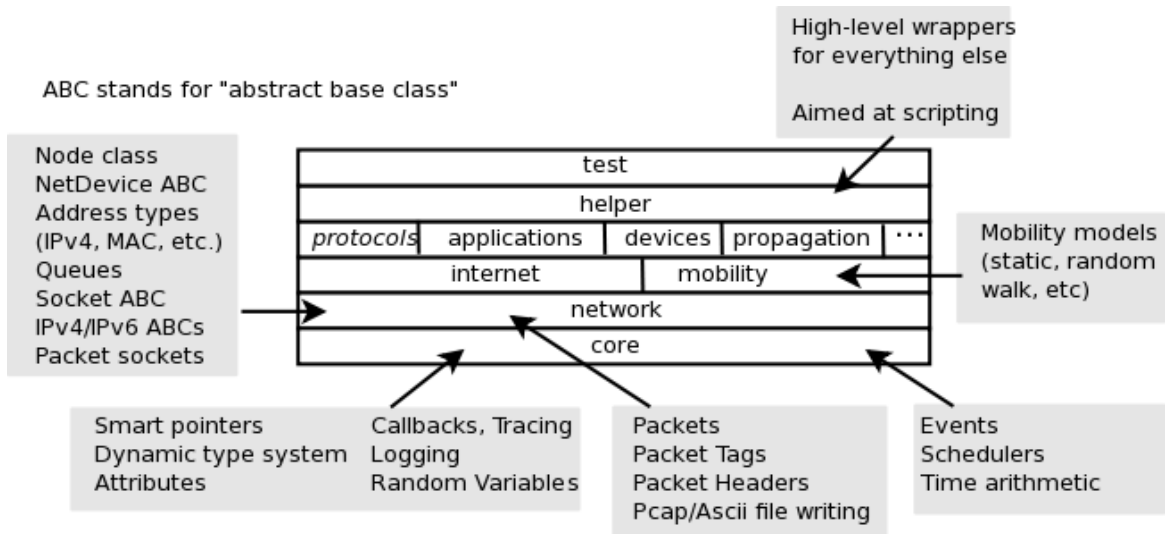 High-level wrappers
for everything else
Aimed at scripting
ABC stands for "abstract base class"
Node class
NetDevice ABC
Address types
(IPv4, MAC, etc.)
Queues
Socket ABC
IPv4/IPv6 ABCs
Packet sockets
test
helper
protocols applications devices propagation ...
internet mobility
network
core
Mobility models
(static, random
walk, etc)
Smart pointers
Dynamic type system
Attributes
Callbacks, Tracing
Logging
Random Variables
Packets
Packet Tags
Packet Headers
Pcap/Ascii file writing
Events
Schedulers
Time arithmetic